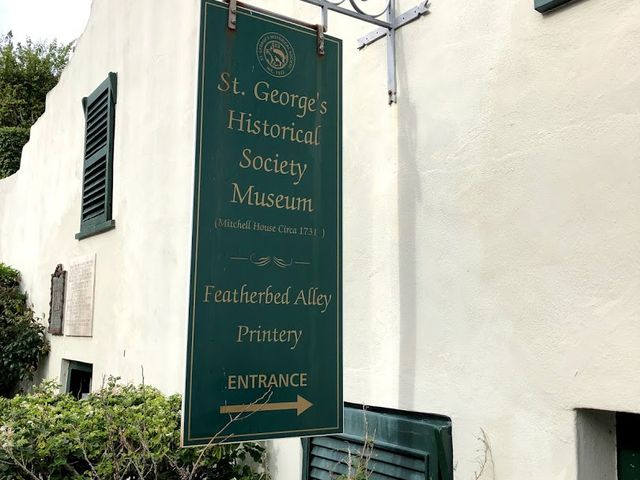 St. George's
Historical
Society
Museum
(Mitchell House Circa 1731 )
Featherbed Alley
Printery
ENTRANCE